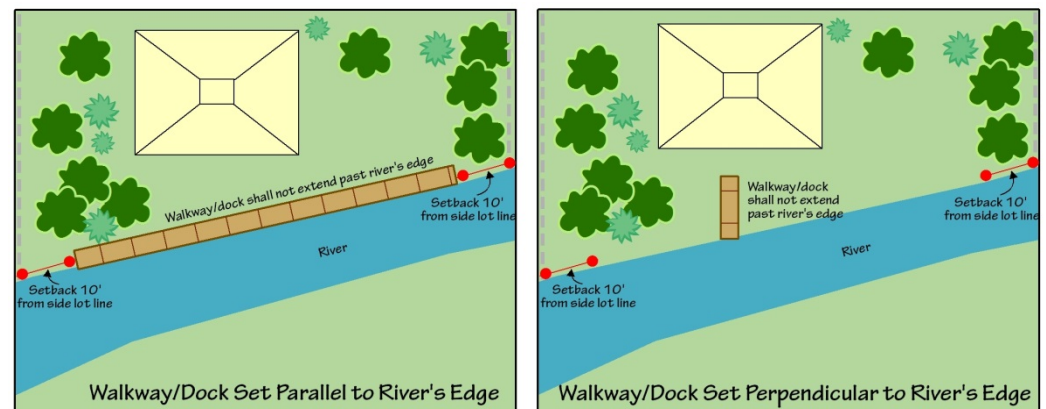 Walkway/dock shall not extend past river's edge
Setback 10'
from side lot line
River
Setback 10'
from side lot line
Walkway/Dock Set Parallel to River's Edge
Walkway/dock
shall not extend
past river's edge
Setback 10'
from side lot line
River
Setback 10'
from side lot line
Walkway/Dock Set Perpendicular to River's Edge